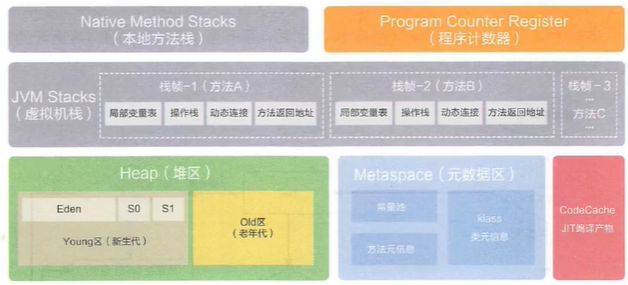 Native Method Stacks
（本地方法栈）
Program Counter Register
（程序计数器）
JVM Stacks
（虚拟机栈）
栈帧-1（方法A）
局部变量表
操作栈
动态连接
方法返回地址
栈帧-2（方法B）
局部变量表
操作栈
动态连接
方法返回地址
栈帧-3
...
方法C
...
Heap（堆区）
Eden
S0
S1
Young区（新生代）
Old区
（老年代）
Metaspace（元数据区）
常量池
方法元信息
klass
类元信息
CodeCache
JIT编译产物